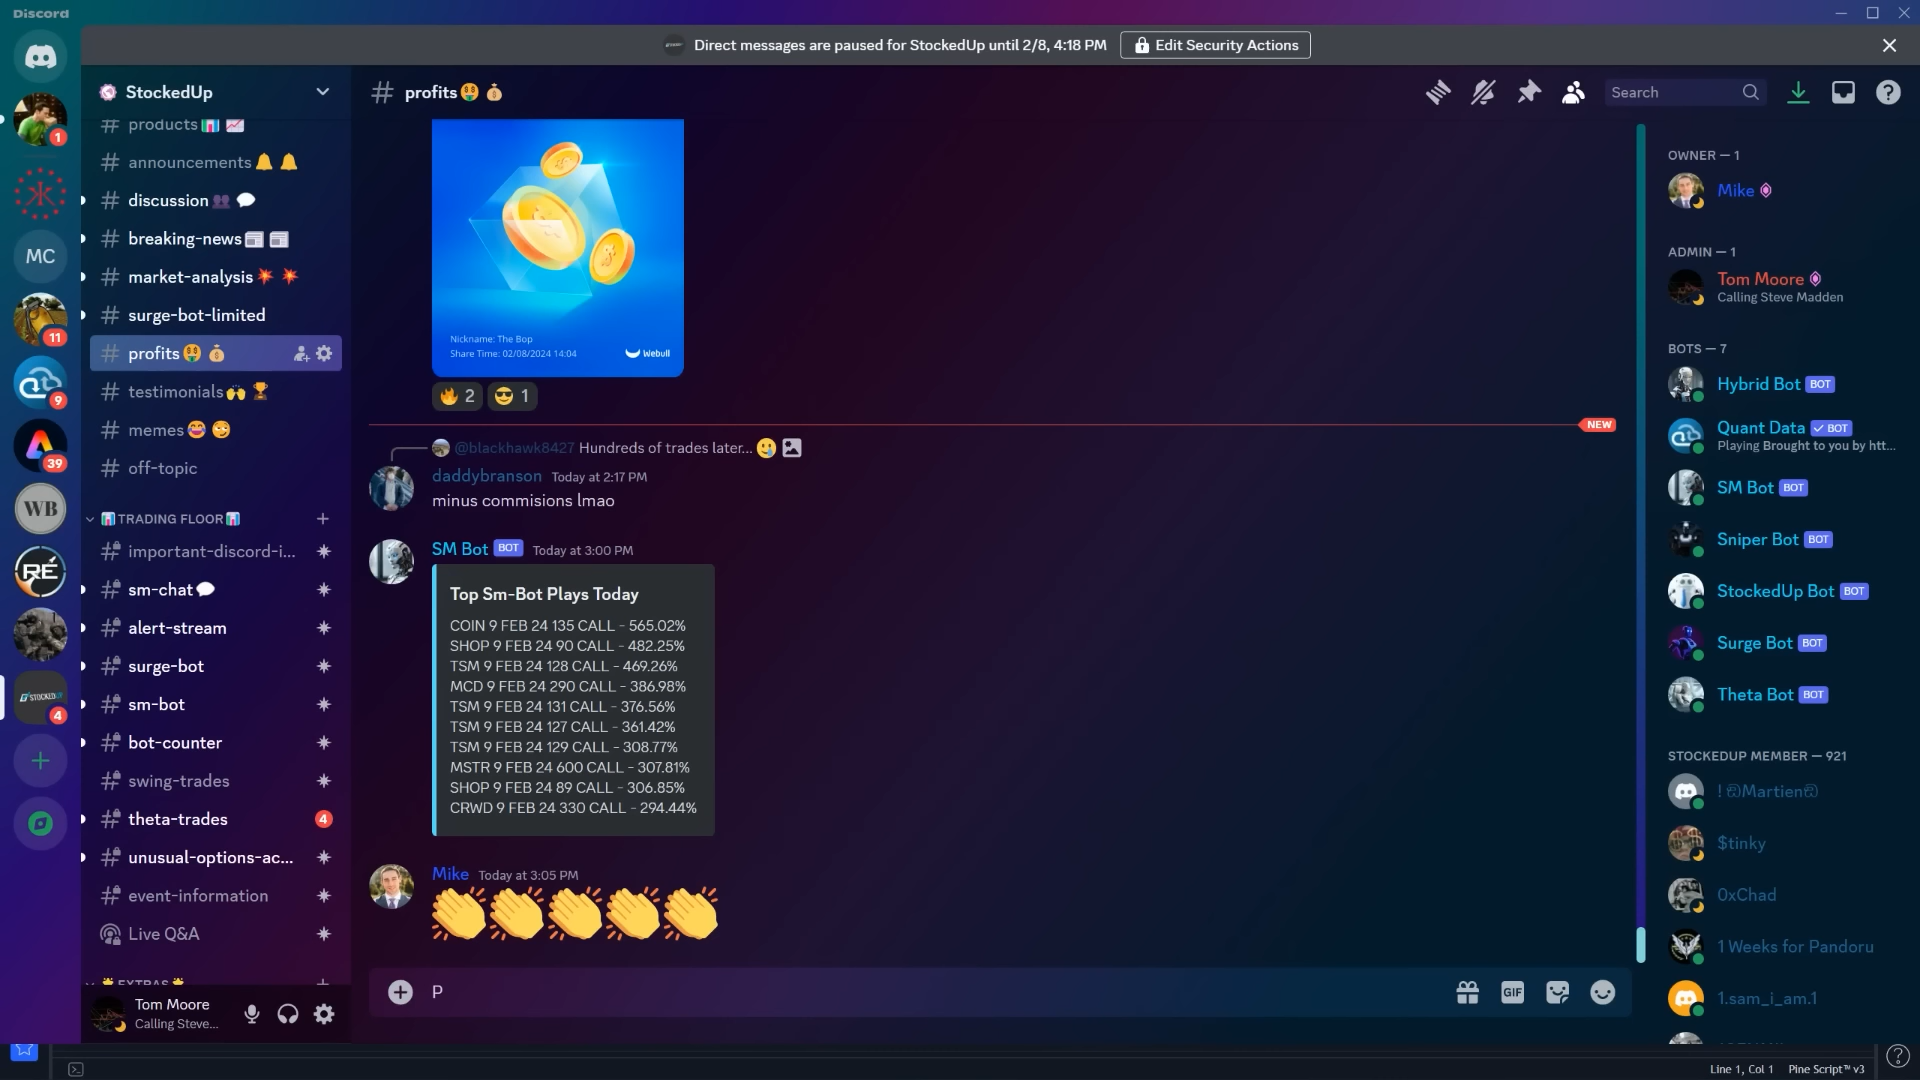 Discord
Direct messages are paused for StockedUp until 2/8, 4:18 PM
Edit Security Actions
StockedUp
profits🤑💰
Search
products📊📈
announcements🔔🔔
discussion👥💬
breaking-news📰📰
market-analysis💥💥
surge-bot-limited
profits🤑💰
testimonials🙌🏆
memes😂🤣
off-topic
📊TRADING FLOOR📊
important-discord-i...
sm-chat💬
alert-stream
surge-bot
sm-bot
bot-counter
swing-trades
theta-trades
4
unusual-options-ac...
event-information
Live Q&A
🌟EXTRAS🌟
Tom Moore
Calling Steve...
1
MC
11
9
39
WB
RÉ
STOCKEDUP
4
Nickname: The Bop
Share Time: 02/08/2024 14:04
Webull
🔥 2 😎 1
NEW
@blackhawk8427 Hundreds of trades later...🥲
daddybranson Today at 2:17 PM
minus commisions lmao
SM Bot BOT Today at 3:00 PM
Top Sm-Bot Plays Today
COIN 9 FEB 24 135 CALL - 565.02%
SHOP 9 FEB 24 90 CALL - 482.25%
TSM 9 FEB 24 128 CALL - 469.26%
MCD 9 FEB 24 290 CALL - 386.98%
TSM 9 FEB 24 131 CALL - 376.56%
TSM 9 FEB 24 127 CALL - 361.42%
TSM 9 FEB 24 129 CALL - 308.77%
MSTR 9 FEB 24 600 CALL - 307.81%
SHOP 9 FEB 24 89 CALL - 306.85%
CRWD 9 FEB 24 330 CALL - 294.44%
Mike Today at 3:05 PM
👏👏👏👏👏
P
GIF
OWNER — 1
Mike
ADMIN — 1
Tom Moore
Calling Steve Madden
BOTS — 7
Hybrid Bot BOT
Quant Data ✓ BOT
Playing Brought to you by htt...
SM Bot BOT
Sniper Bot BOT
StockedUp Bot BOT
Surge Bot BOT
Theta Bot BOT
STOCKEDUP MEMBER — 921
Martien
$tinky
0xChad
1 Weeks for Pandoru
1.sam_i_am.1
Line 1, Col 1 Pine Script™ v3